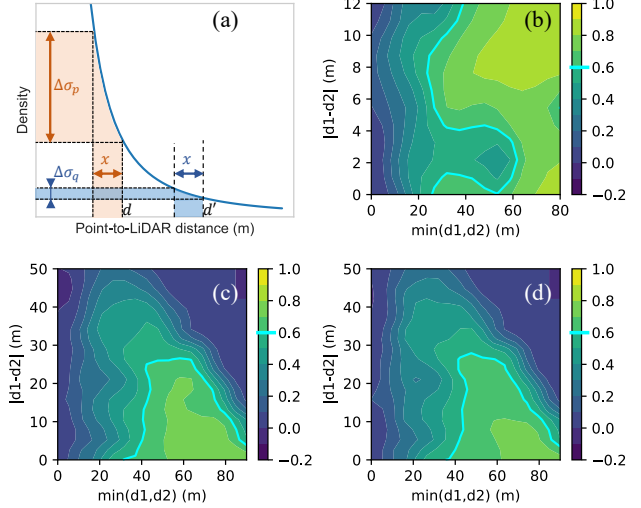 (a)
Density
Δσₚ
x
x
Δσ_q
d
d′
Point-to-LiDAR distance (m)
(b)
|d1-d2| (m)
12
10
8
6
4
2
0
0 20 40 60 80
min(d1,d2) (m)
1.0
0.8
0.6
0.4
0.2
0.0
−0.2
(c)
|d1-d2| (m)
50
40
30
20
10
0
0 20 40 60 80
min(d1,d2) (m)
1.0
0.8
0.6
0.4
0.2
0.0
−0.2
(d)
|d1-d2| (m)
50
40
30
20
10
0
0 20 40 60 80
min(d1,d2) (m)
1.0
0.8
0.6
0.4
0.2
0.0
−0.2